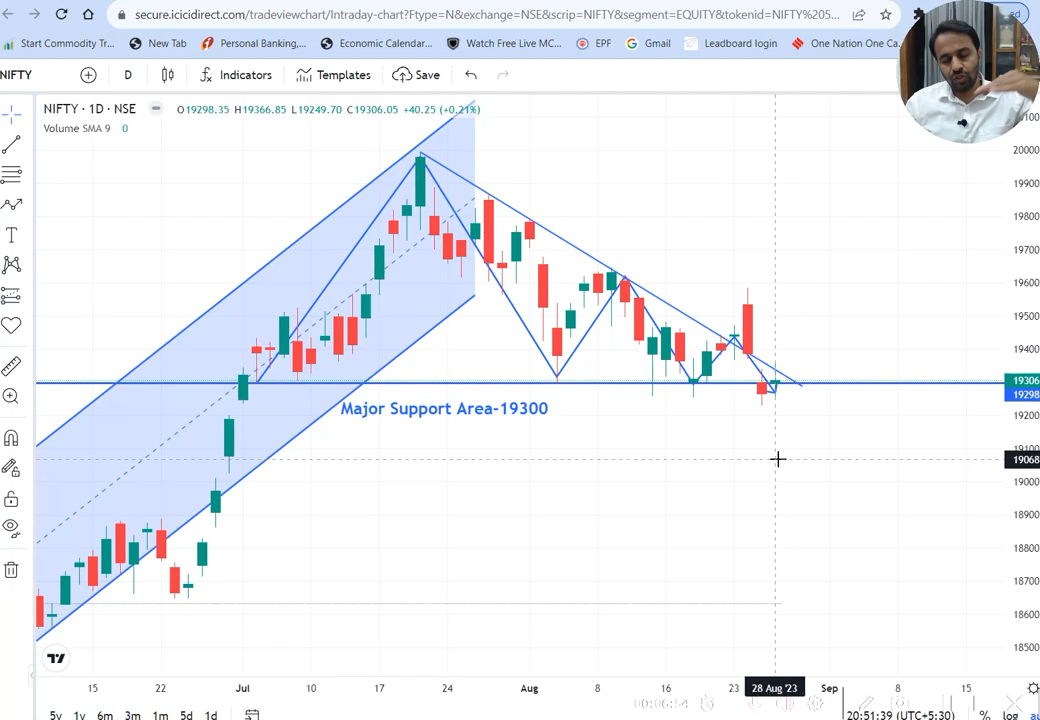 secure.icicidirect.com/tradeviewchart/Intraday-chart?Ftype=N&exchange=NSE&scrip=NIFTY&segment=EQUITY&tokenid=NIFTY%205...
Start Commodity Tr... New Tab Personal Banking,... Economic Calendar... Watch Free Live MC... EPF Gmail Leadboard login One Nation One Ca...
NIFTY D Indicators Templates Save
NIFTY · 1D · NSE O19298.35 H19366.85 L19249.70 C19306.05 +40.25 (+0.21%)
Volume SMA 9 0
20000
19900
19800
19700
19600
19500
19400
19306
19298
Major Support Area-19300
19200
19068
19000
18900
18800
18700
18600
18500
15 22 Jul 10 17 24 Aug 8 16 23 28 Aug '23 Sep 8 15
00:06:54
5y 1y 6m 3m 1m 5d 1d 20:51:39 (UTC+5:30) % log